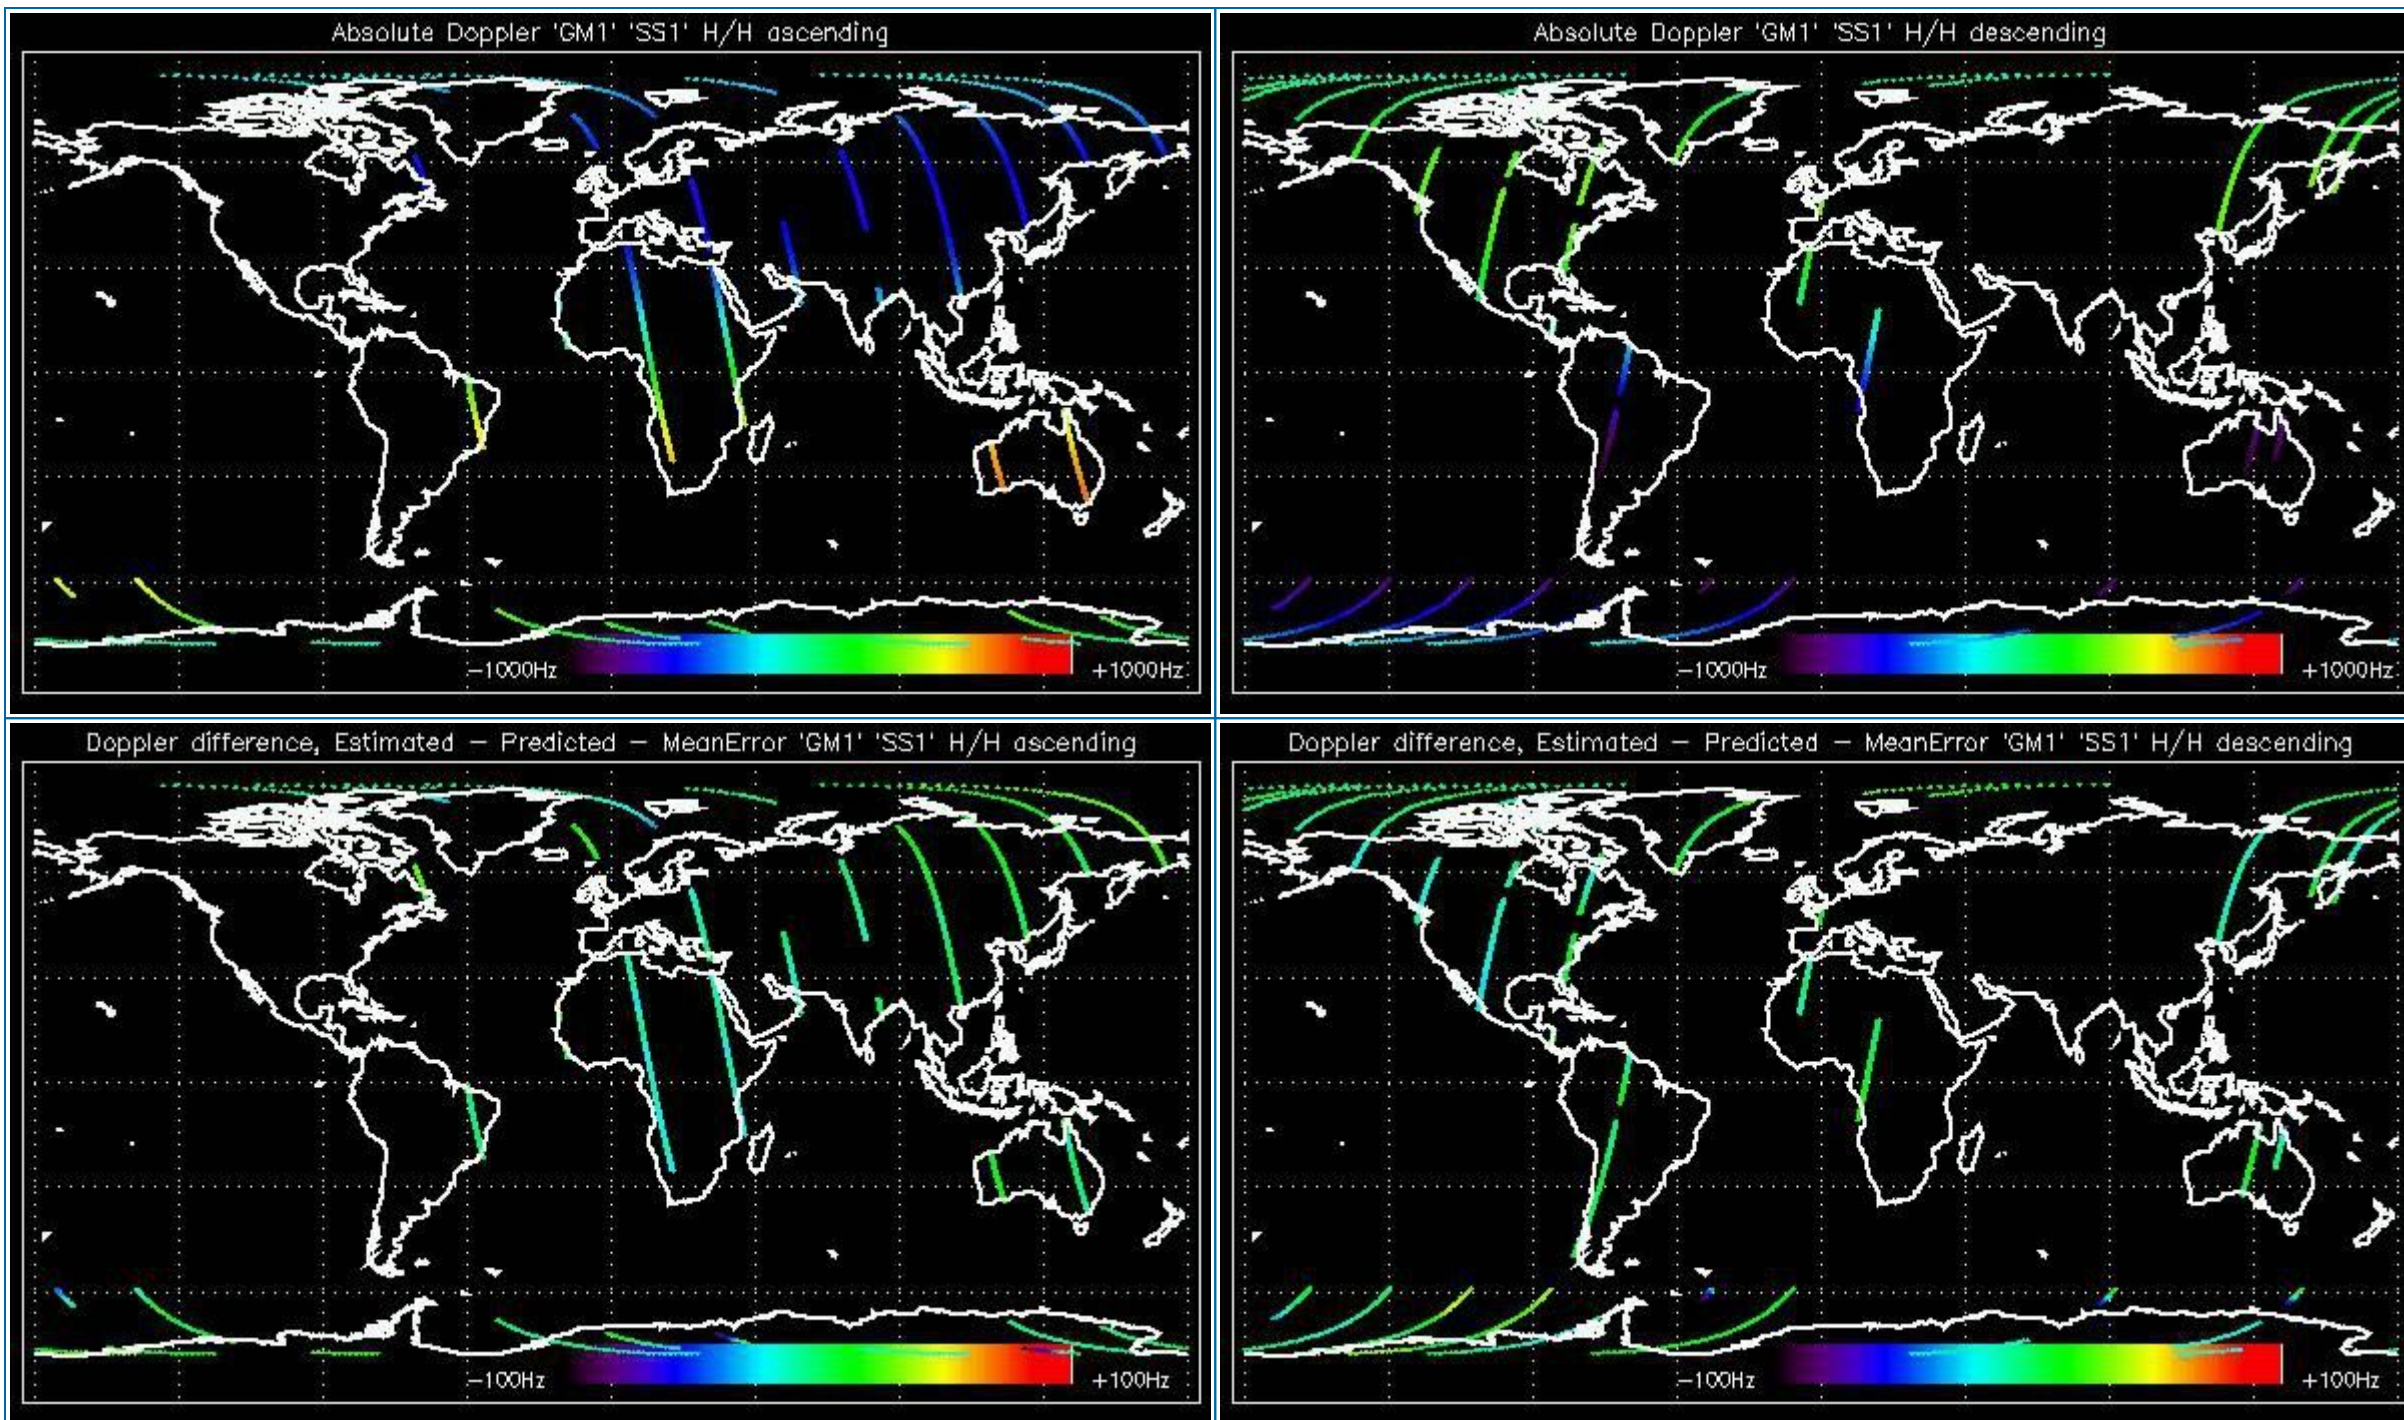 Absolute Doppler 'GM1' 'SS1' H/H ascending
-1000Hz
+1000Hz
Absolute Doppler 'GM1' 'SS1' H/H descending
-1000Hz
+1000Hz
Doppler difference, Estimated - Predicted - MeanError 'GM1' 'SS1' H/H ascending
-100Hz
+100Hz
Doppler difference, Estimated - Predicted - MeanError 'GM1' 'SS1' H/H descending
-100Hz
+100Hz